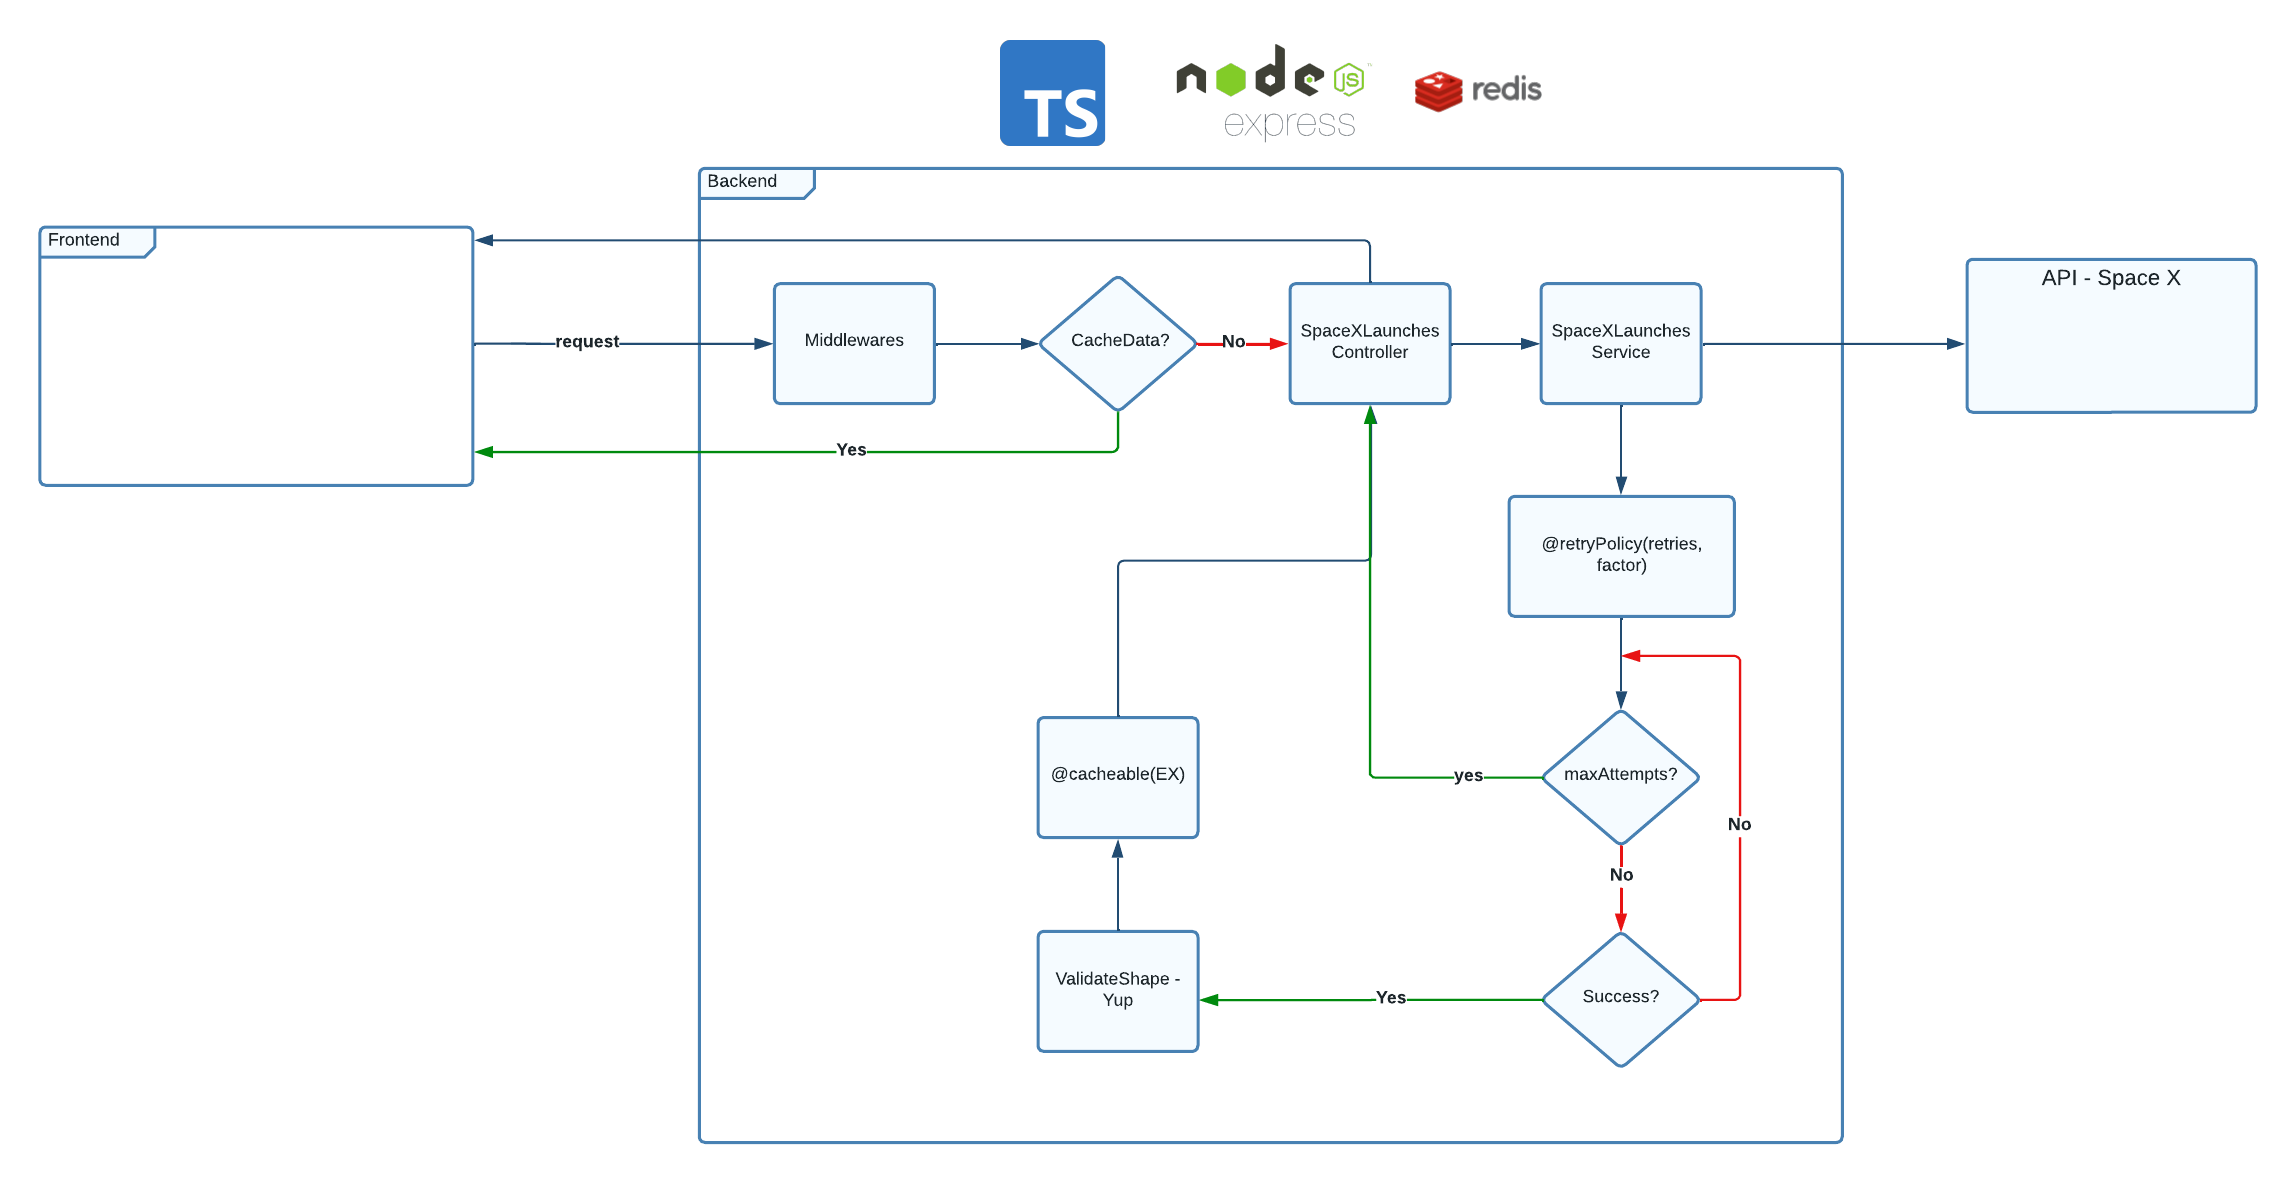 TS
node
JS
™
express
redis
Backend
Frontend
API - Space X
request
Middlewares
CacheData?
No
SpaceXLaunches
Controller
SpaceXLaunches
Service
Yes
@retryPolicy(retries,
factor)
@cacheable(EX)
yes
maxAttempts?
No
No
ValidateShape -
Yup
Yes
Success?